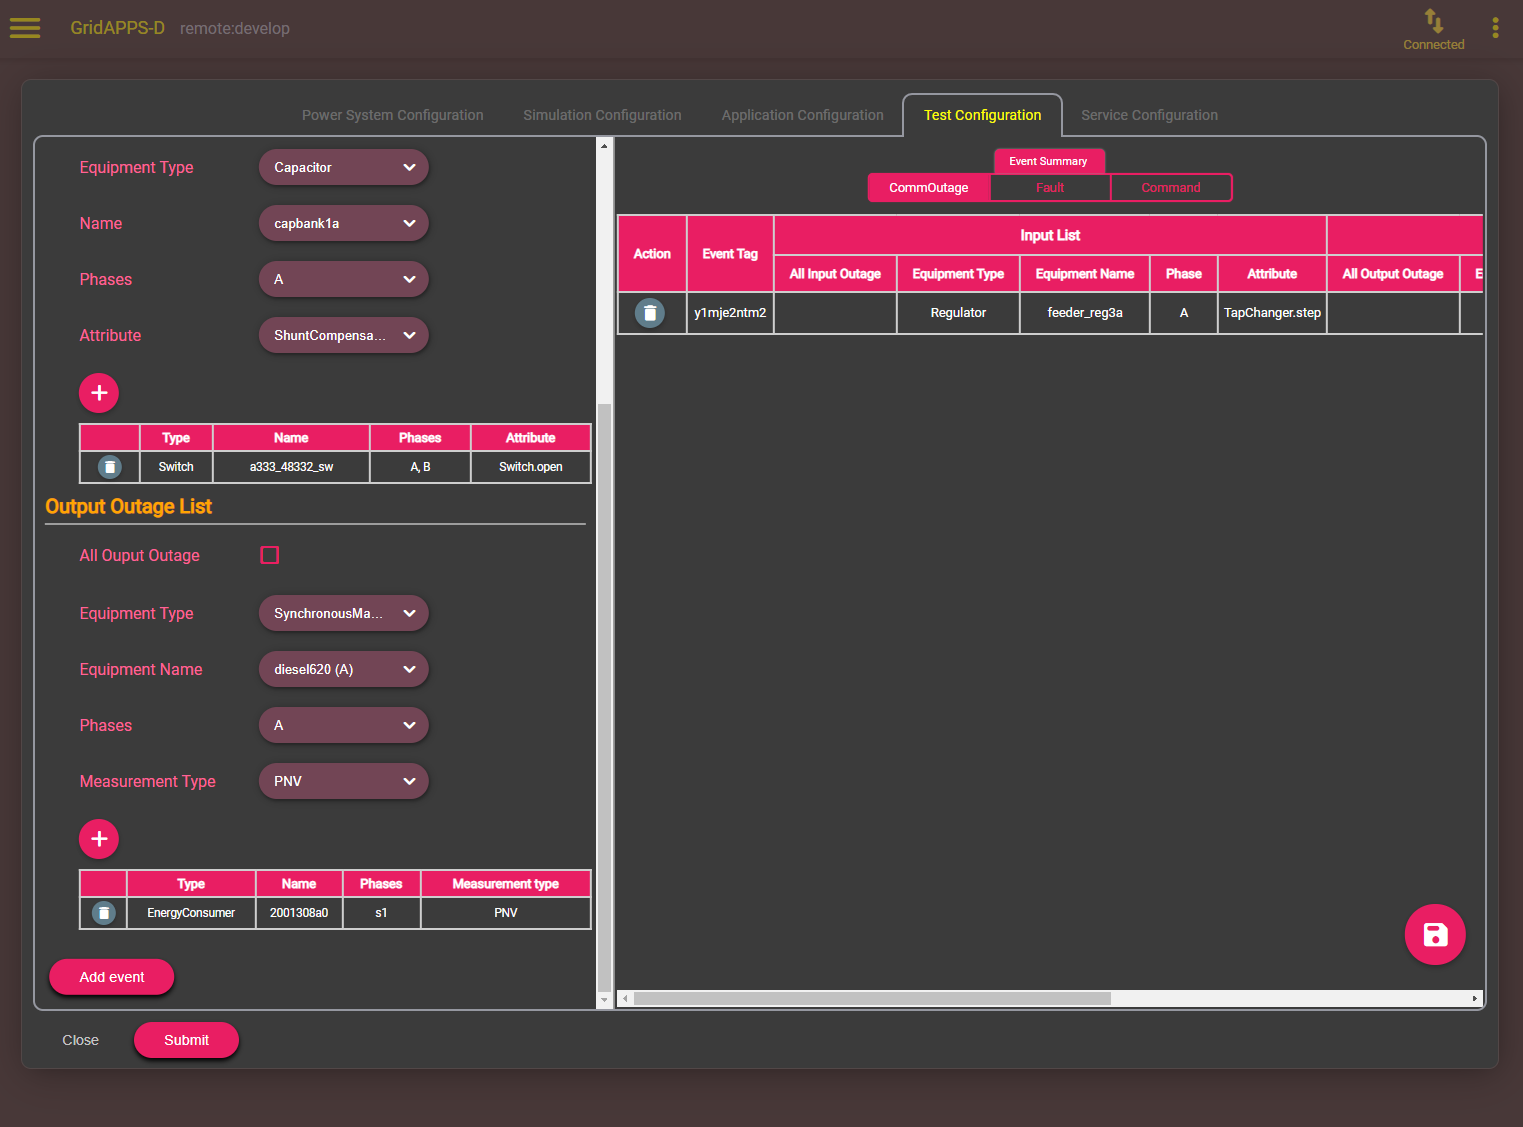 GridAPPS-D remote:develop
Connected
Power System Configuration Simulation Configuration Application Configuration Test Configuration Service Configuration
Equipment Type Capacitor
Name capbank1a
Phases A
Attribute ShuntCompensa...
+
Type Name Phases Attribute
Switch a333_48332_sw A, B Switch.open
Output Outage List
All Ouput Outage
Equipment Type SynchronousMa...
Equipment Name diesel620 (A)
Phases A
Measurement Type PNV
+
Type Name Phases Measurement type
EnergyConsumer 2001308a0 s1 PNV
Add event
Event Summary
CommOutage Fault Command
Action Event Tag Input List
All Input Outage Equipment Type Equipment Name Phase Attribute All Output Outage E
y1mje2ntm2 Regulator feeder_reg3a A TapChanger.step
Close Submit